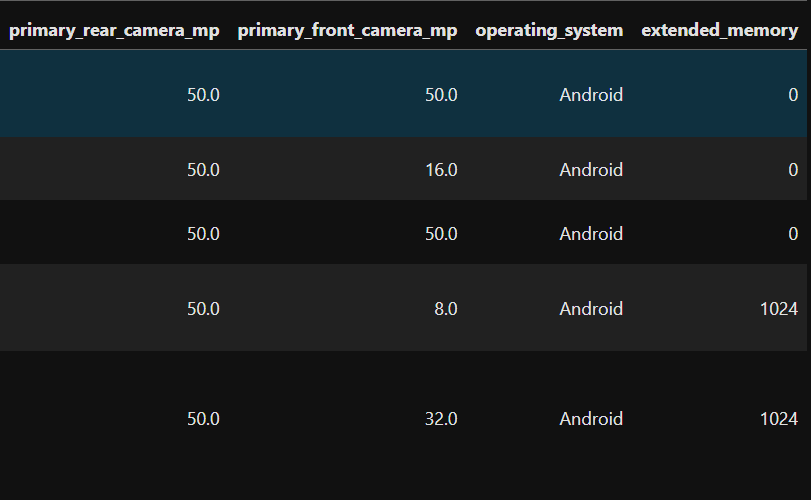 primary_rear_camera_mp primary_front_camera_mp operating_system extended_memory
50.0 50.0 Android 0
50.0 16.0 Android 0
50.0 50.0 Android 0
50.0 8.0 Android 1024
50.0 32.0 Android 1024